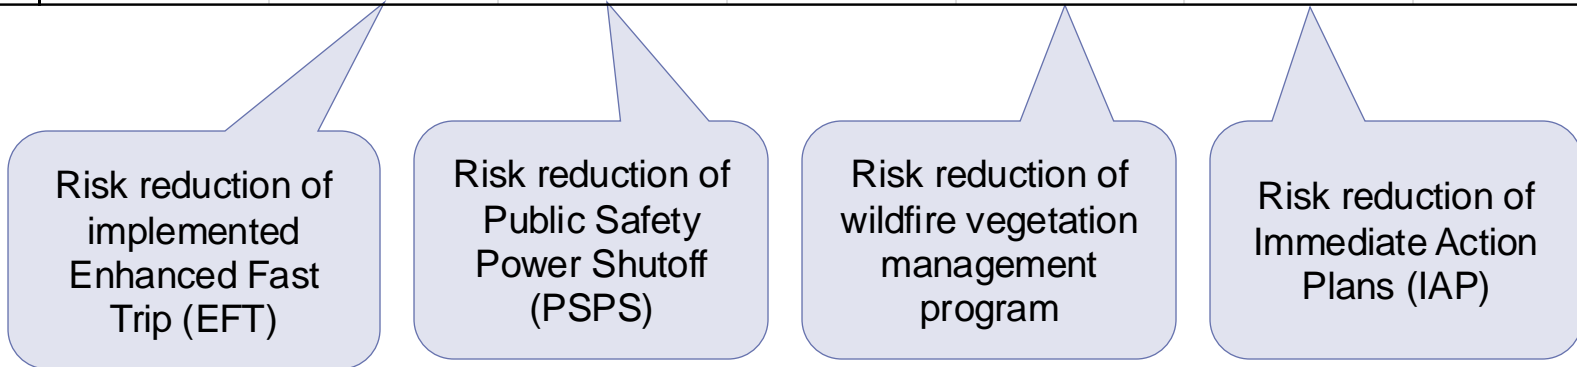 Risk reduction of
implemented
Enhanced Fast
Trip (EFT)
Risk reduction of
Public Safety
Power Shutoff
(PSPS)
Risk reduction of
wildfire vegetation
management
program
Risk reduction of
Immediate Action
Plans (IAP)